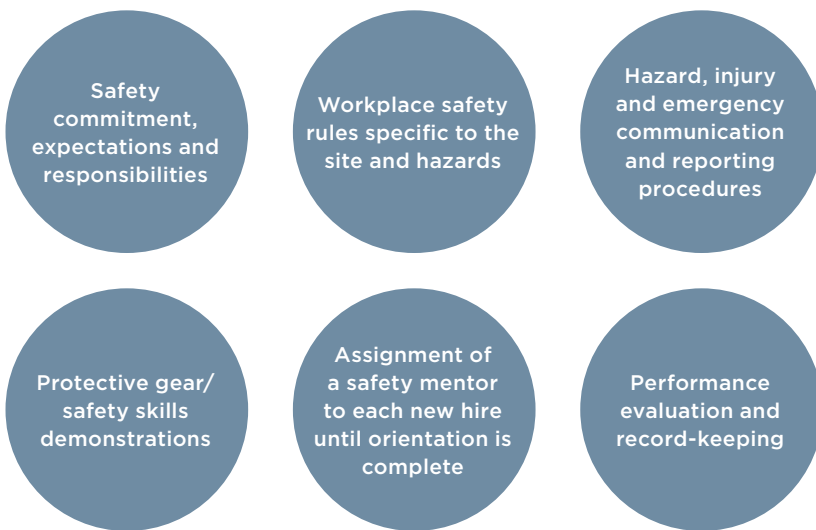 Safety
commitment,
expectations and
responsibilities
Workplace safety
rules specific to the
site and hazards
Hazard, injury
and emergency
communication
and reporting
procedures
Protective gear/
safety skills
demonstrations
Assignment of
a safety mentor
to each new hire
until orientation is
complete
Performance
evaluation and
record-keeping